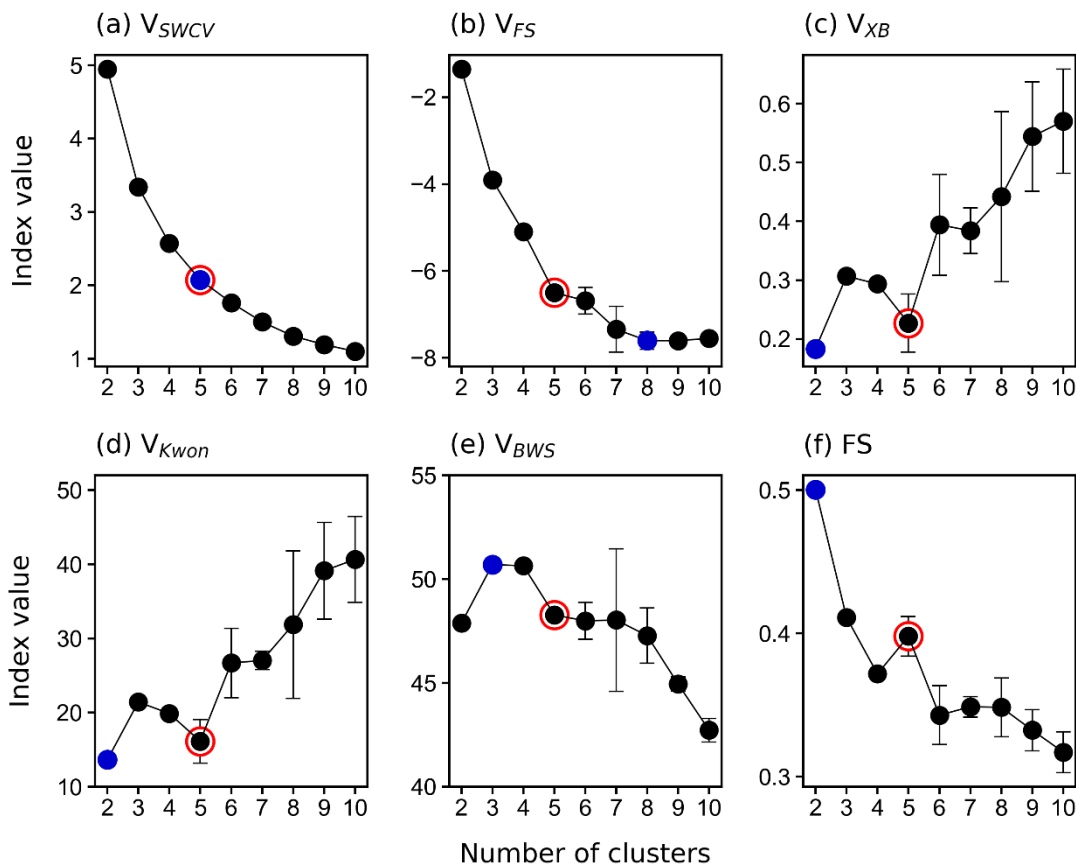 (a) V_SWCV
(b) V_FS
(c) V_XB
Index value
5
4
3
2
1
2 3 4 5 6 7 8 9 10
−2
−4
−6
−8
2 3 4 5 6 7 8 9 10
0.6
0.5
0.4
0.3
0.2
2 3 4 5 6 7 8 9 10
(d) V_Kwon
(e) V_BWS
(f) FS
Index value
50
40
30
20
10
2 3 4 5 6 7 8 9 10
55
50
45
40
2 3 4 5 6 7 8 9 10
0.5
0.4
0.3
2 3 4 5 6 7 8 9 10
Number of clusters